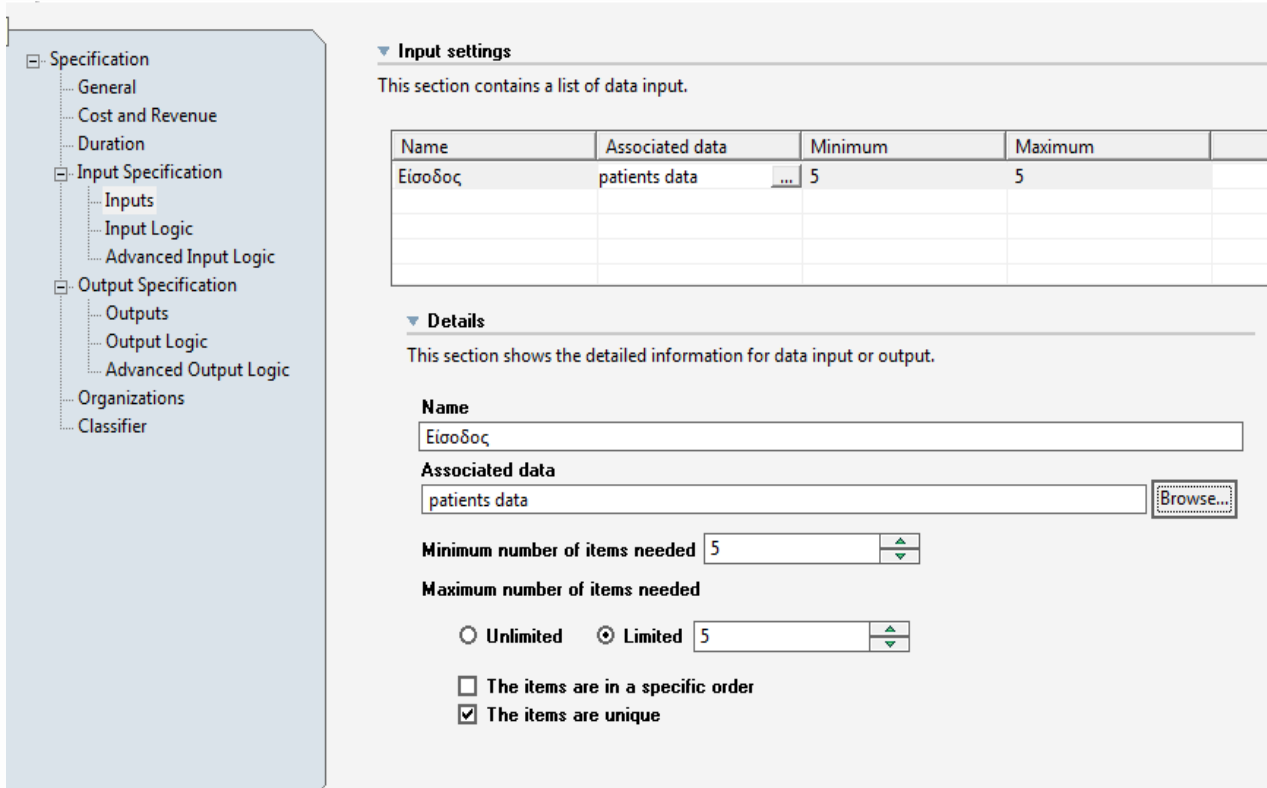 Specification
General
Cost and Revenue
Duration
Input Specification
Inputs
Input Logic
Advanced Input Logic
Output Specification
Outputs
Output Logic
Advanced Output Logic
Organizations
Classifier
Input settings
This section contains a list of data input.
Name Associated data Minimum Maximum
Είσοδος patients data ... 5 5
Details
This section shows the detailed information for data input or output.
Name
Είσοδος
Associated data
patients data Browse...
Minimum number of items needed 5
Maximum number of items needed
Unlimited Limited 5
The items are in a specific order
The items are unique